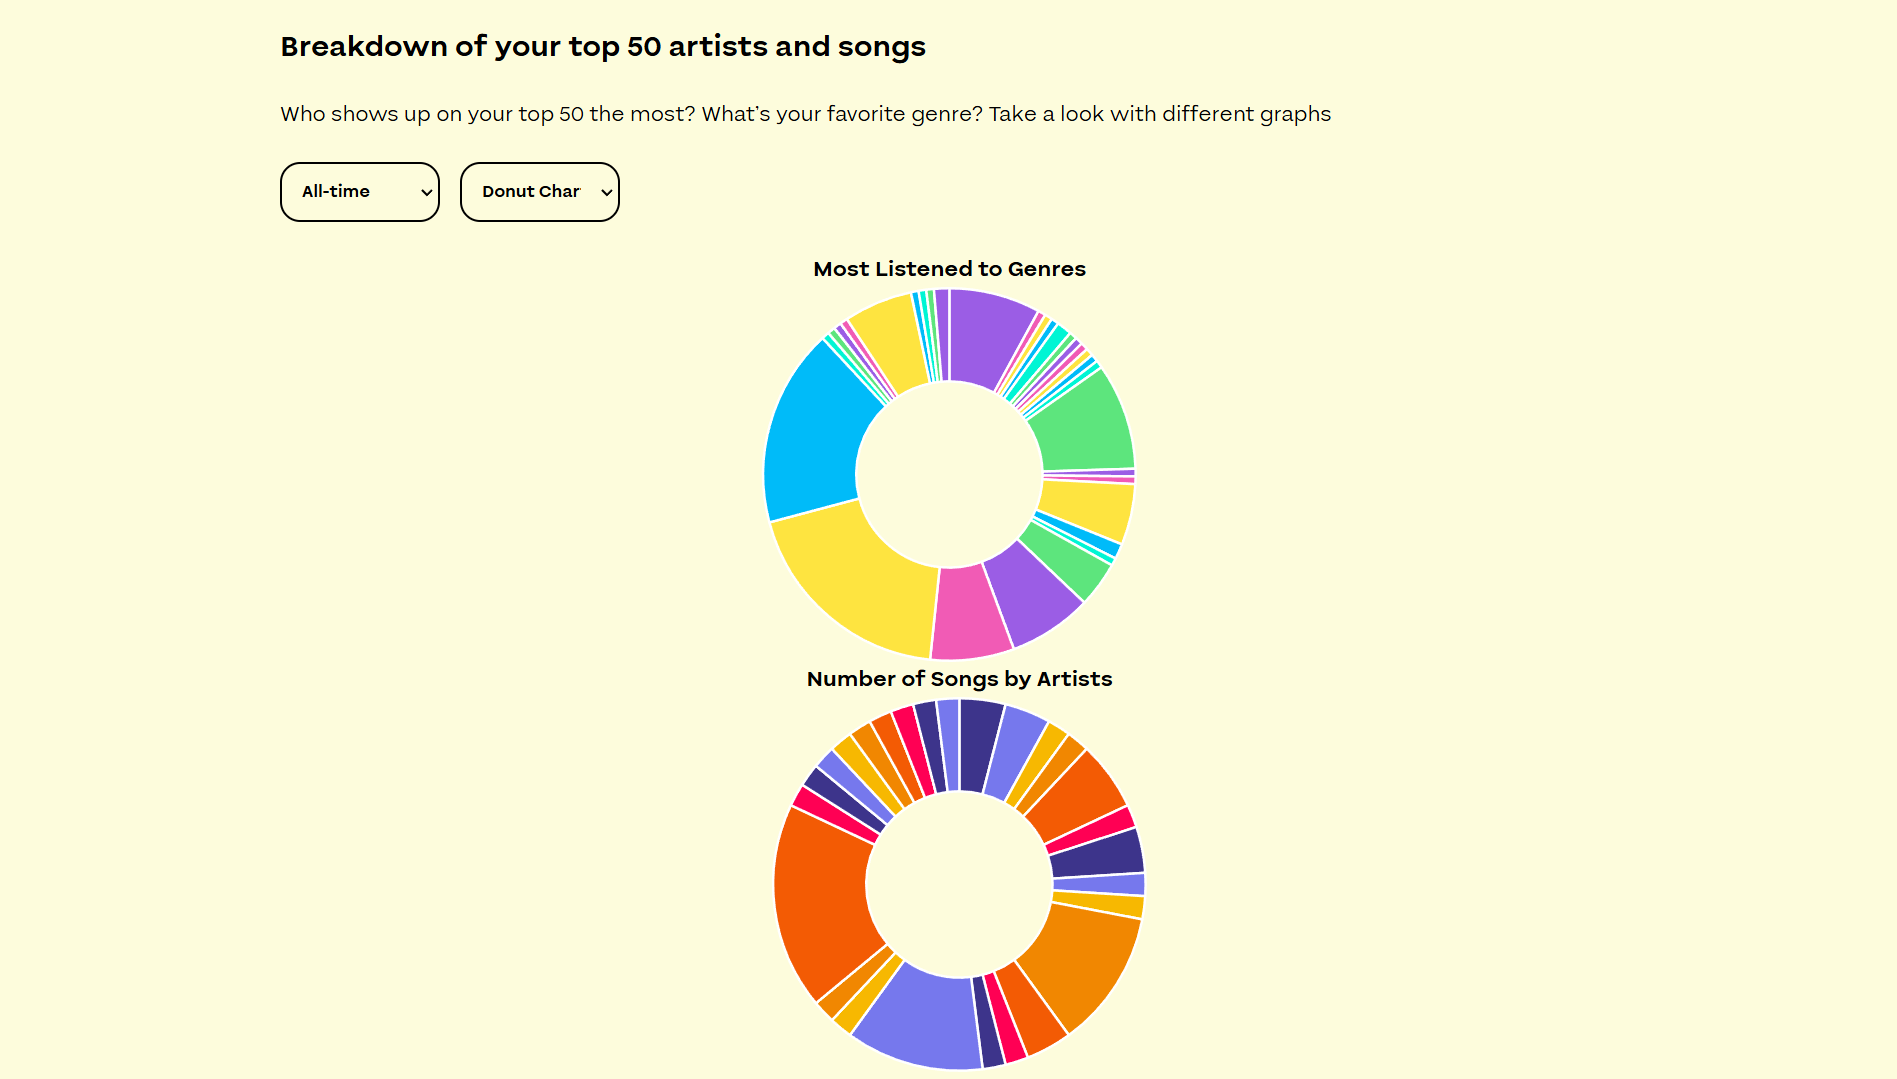 Breakdown of your top 50 artists and songs
Who shows up on your top 50 the most? What's your favorite genre? Take a look with different graphs
All-time
Donut Char
Most Listened to Genres
Number of Songs by Artists